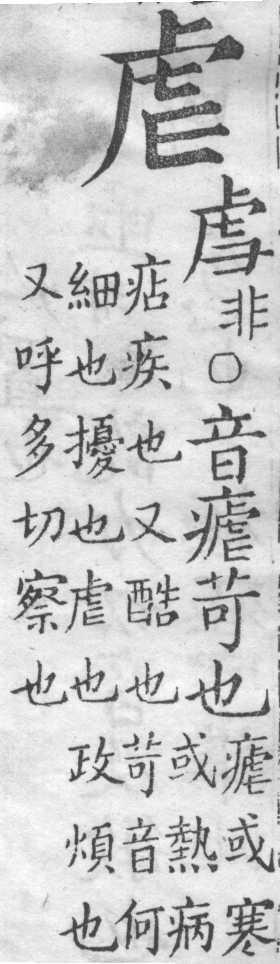 虐
非〇音瘧苛也瘧或寒
或熱病
痁疾也又酷也苛音何
細也擾也虐也政煩也
又呼多切察也